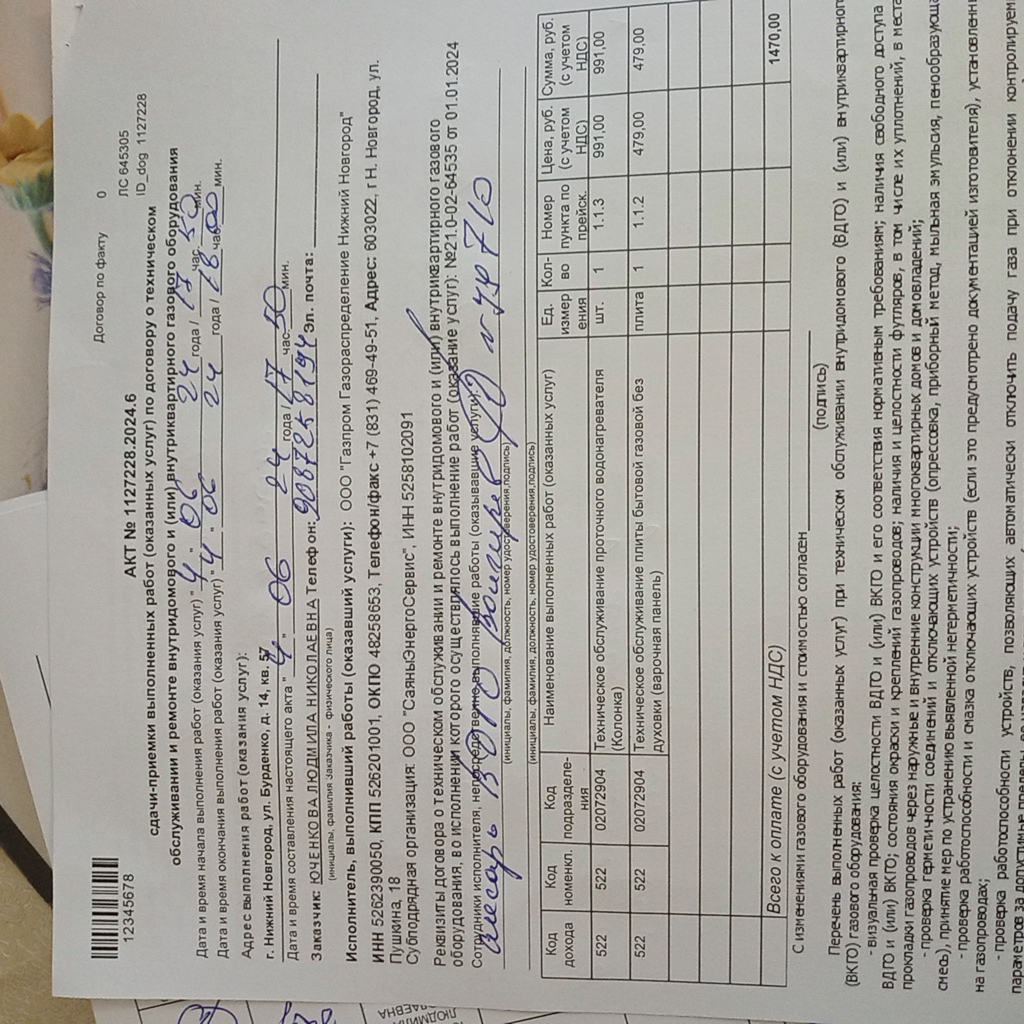 12345678
Договор по факту 0
АКТ № 1127228.2024.6
ЛС 645305
сдачи-приемки выполненных работ (оказанных услуг) по договору о техническом
ID_dog 1127228
обслуживании и ремонте внутридомового и (или) внутриквартирного газового оборудования
Дата и время начала выполнения работ (оказания услуг) " 4 " 06 24 года / 17 час. 50 мин.
Дата и время окончания выполнения работ (оказания услуг) " 4 " 06 24 года / 18 час. 00 мин.
Адрес выполнения работ (оказания услуг):
г. Нижний Новгород, ул. Бурденко, д. 14, кв. 57
Дата и время составления настоящего акта " 4 " 06 24 года / 17 час. 50 мин.
Заказчик: ЮЧЕНКОВА ЛЮДМИЛА НИКОЛАЕВНА Телефон: 9087258194 Эл. почта:
(инициалы, фамилия Заказчика - физического лица)
Исполнитель, выполнивший работы (оказавший услуги): ООО "Газпром Газораспределение Нижний Новгород"
ИНН 5262390050, КПП 526201001, ОКПО 48258653, Телефон/факс +7 (831) 469-49-51, Адрес: 603022, г Н. Новгород, ул.
Пушкина, 18
Субподрядная организация: ООО "СаяныЭнергоСервис", ИНН 5258102091
Реквизиты договора о техническом обслуживании и ремонте внутридомового и (или) внутриквартирного газового
оборудования, во исполнении которого осуществлялось выполнение работ (оказание услуг): №21.0-02-64535 от 01.01.2024
Сотрудники исполнителя, непосредственно выполнявшие работы (оказывавшие услуги):
слесарь ВДГО
(инициалы, фамилия, должность, номер удостоверения,подпись)
(инициалы, фамилия, должность, номер удостоверения,подпись)
Код дохода Код номенкл. Код подразделения Наименование выполненных работ (оказанных услуг) Ед. измерения Кол-во Номер пункта по прейск. Цена, руб. (с учетом НДС) Сумма, руб. (с учетом НДС)
522 522 02072904 Техническое обслуживание проточного водонагревателя (Колонка) шт. 1 1.1.3 991,00 991,00
522 522 02072904 Техническое обслуживание плиты бытовой газовой без духовки (варочная панель) плита 1 1.1.2 479,00 479,00
Всего к оплате (с учетом НДС) 1470,00
С изменениями газового оборудования и стоимостью согласен
(подпись)
Перечень выполненных работ (оказанных услуг) при техническом обслуживании внутридомового (ВДГО) и (или) внутриквартирного
(ВКГО) газового оборудования:
- визуальная проверка целостности ВДГО и (или) ВКГО и его соответствия нормативным требованиям; наличия свободного доступа
ВДГО и (или) ВКГО; состояния окраски и креплений газопроводов; наличия и целостности футляров, в том числе их уплотнений, в места
прокладки газопроводов через наружные и внутренние конструкции многоквартирных домов и домовладений;
- проверка герметичности соединений и отключающих устройств (опрессовка, приборный метод, мыльная эмульсия, пенообразующа
смесь), принятие мер по устранению выявленной негерметичности;
- проверка работоспособности и смазка отключающих устройств (если это предусмотрено документацией изготовителя), установленн
на газопроводах;
- проверка работоспособности устройств, позволяющих автоматически отключить подачу газа при отклонении контролируем
параметров за допустимые пределы